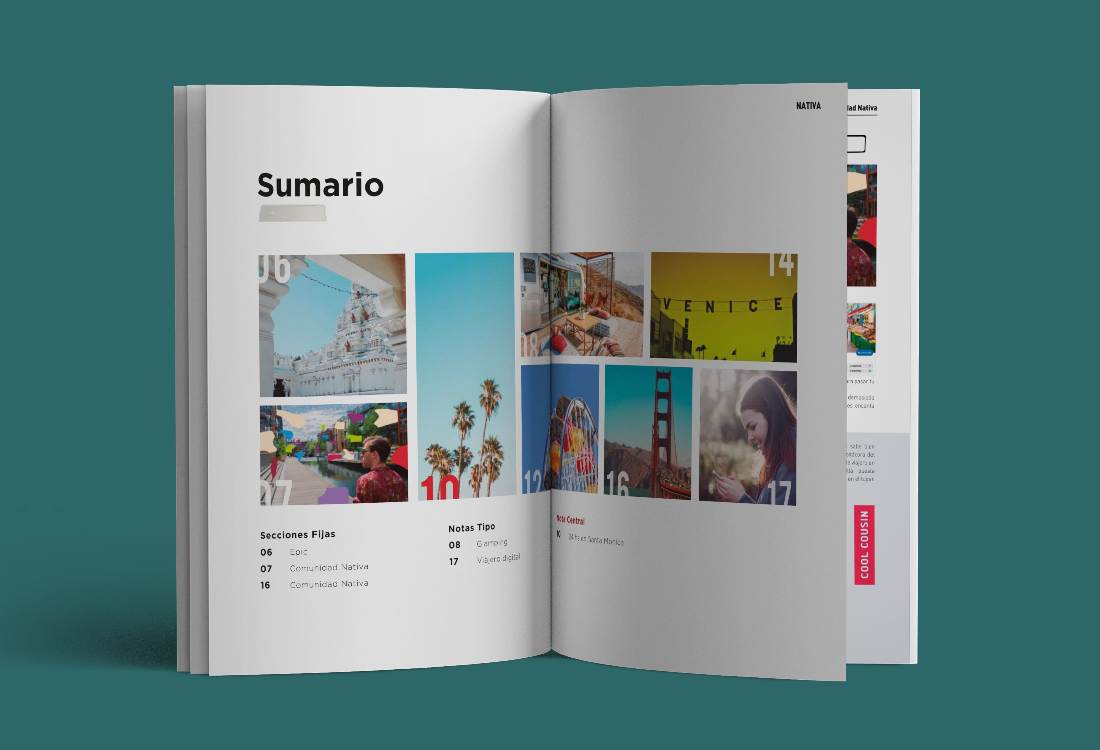 NATIVA
dad Nativa
Sumario
06
14
08
VENICE
07
10
12
16
17
Secciones Fijas
06 Epic
07 Comunidad Nativa
16 Comunidad Nativa
Notas Tipo
08 Glamping
17 Viajero digital
Nota Central
10 24 hs en Santa Monica
COOL COUSIN